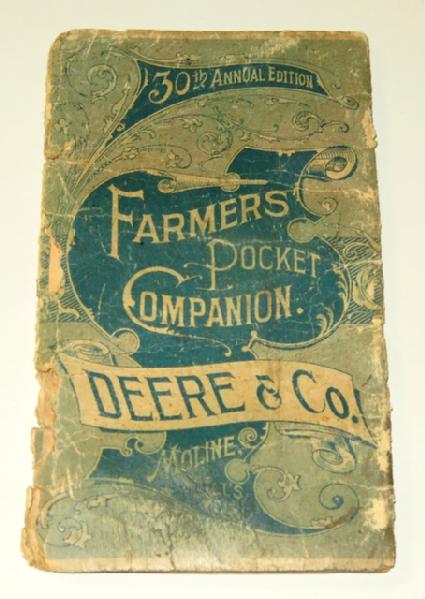 30th ANNUAL EDITION
FARMERS'
POCKET
COMPANION.
DEERE & Co.
MOLINE.